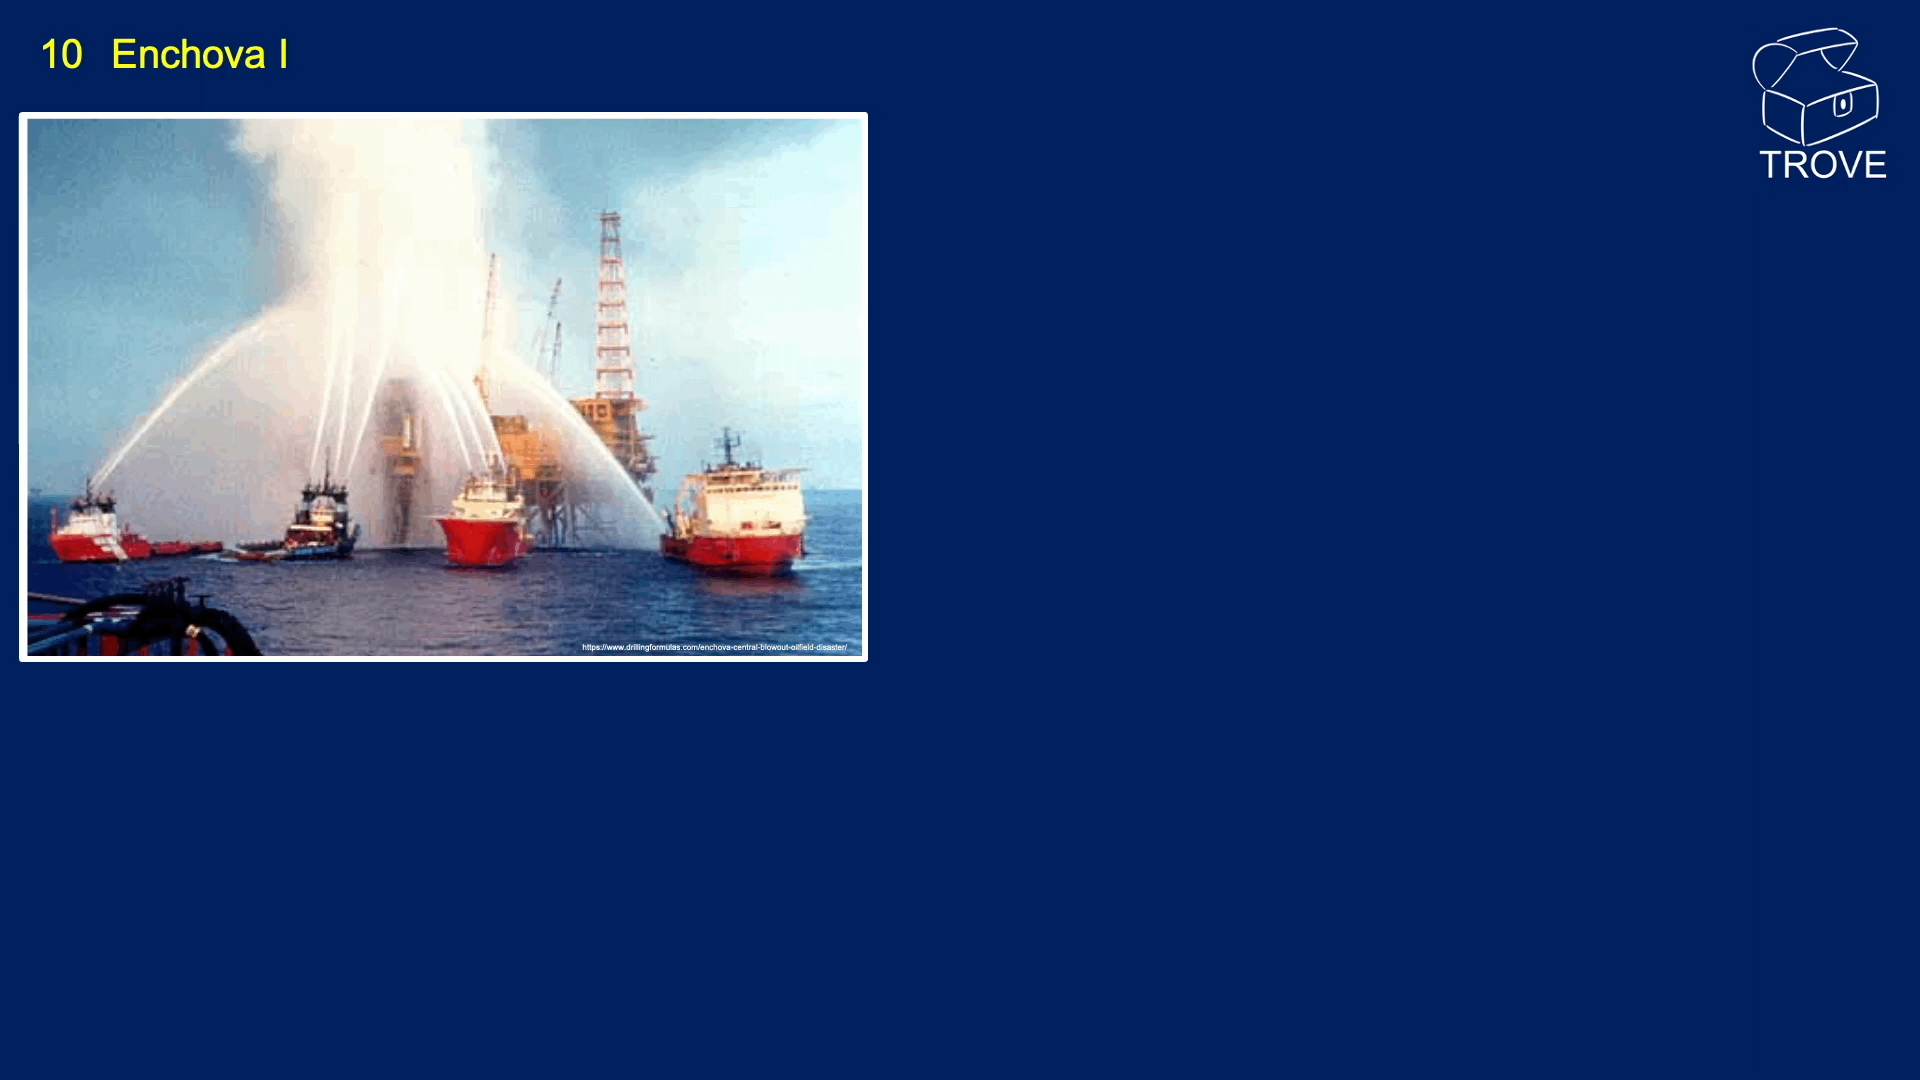 10 Enchova I
TROVE
https://www.drillingformulas.com/enchova-central-blowout-oilfield-disaster/